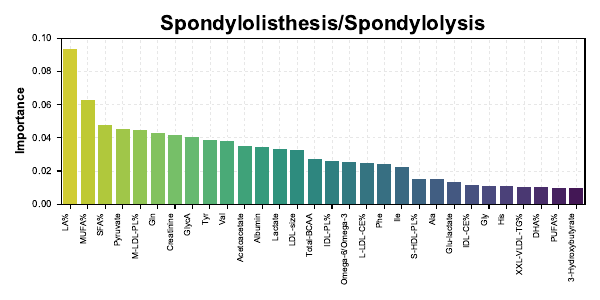 Spondylolisthesis/Spondylolysis
Importance
0.10
0.08
0.06
0.04
0.02
0.00
LA%
MUFA%
SFA%
Pyruvate
M-LDL-PL%
Gln
Creatinine
GlycA
Tyr
Val
Acetoacetate
Albumin
Lactate
LDL-size
Total-BCAA
IDL-PL%
Omega-6/Omega-3
L-LDL-CE%
Phe
Ile
S-HDL-PL%
Ala
Glu-lactate
IDL-CE%
Gly
His
XXL-VLDL-TG%
DHA%
PUFA%
3-Hydroxybutyrate